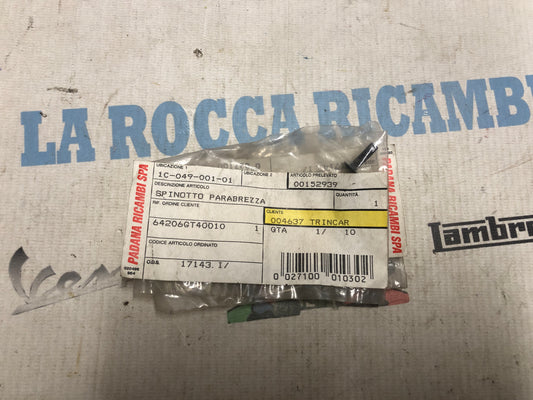 LA ROCCA RICAMBI
UBICAZIONE 1
1C-049-001-01
UBICAZIONE 2
ARTICOLO PRELEVATO
00152939
DESCRIZIONE ARTICOLO
SPINOTTO PARABREZZA
QUANTITÀ
1
RIF. ORDINE CLIENTE
64206GT40010 1
CLIENTE
004637 TRINCAR
QTA 1/ 10
CODICE ARTICOLO ORDINATO
17143.I/
0 027100 010302
PADANA RICAMBI SPA
PADANA RICAMBI SPA
Lambre